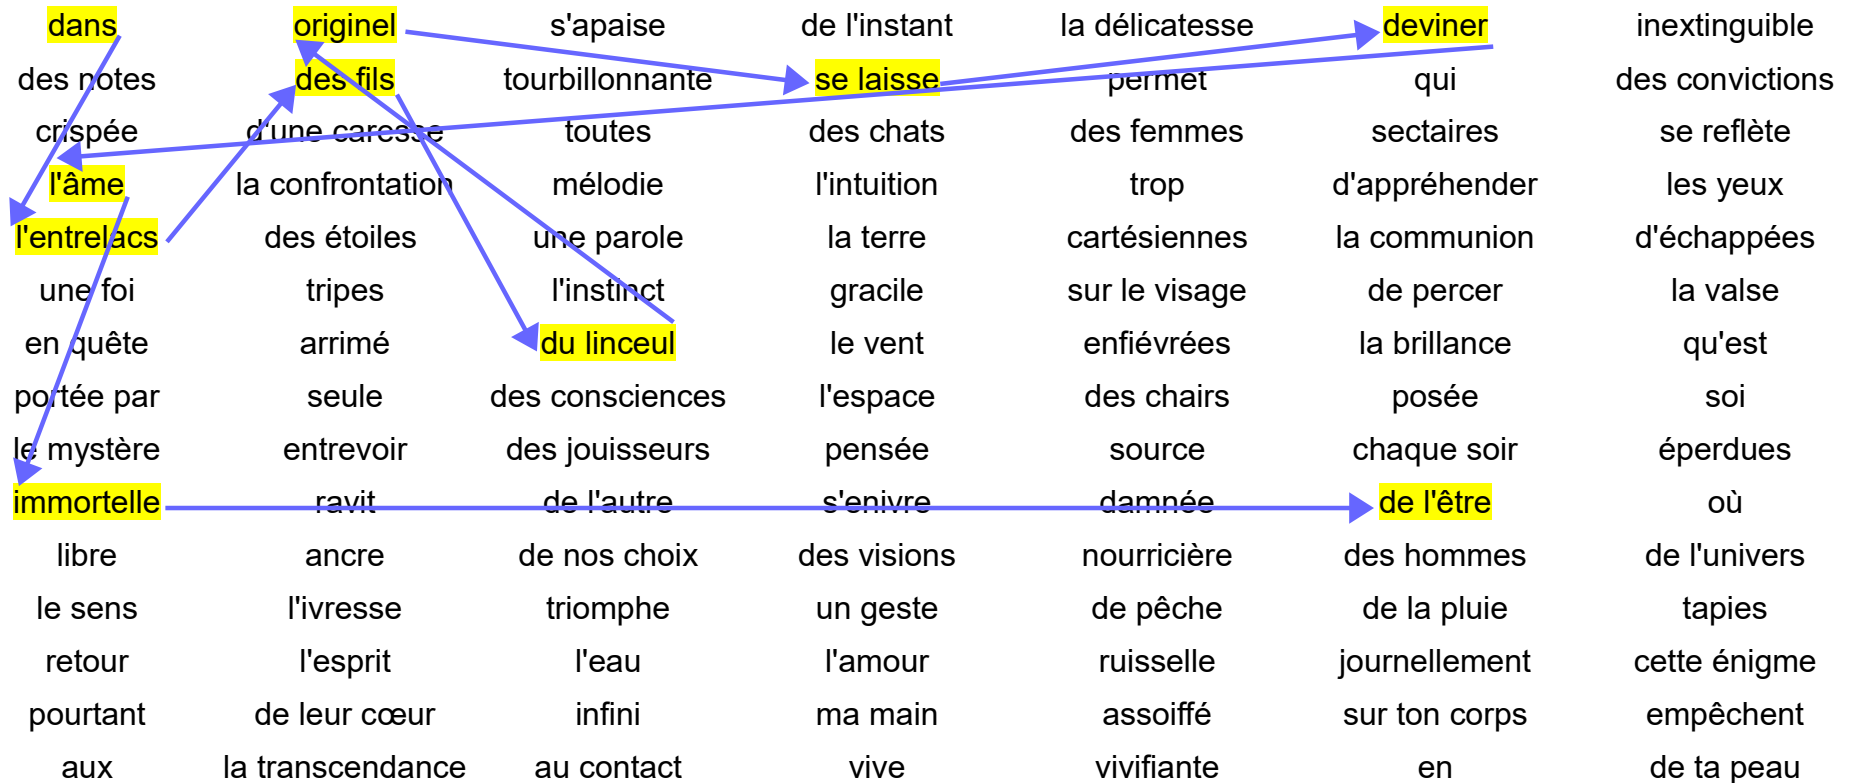 dans originel s'apaise de l'instant la délicatesse deviner inextinguible
des notes des fils tourbillonnante se laisse permet qui des convictions
crispée d'une caresse toutes des chats des femmes sectaires se reflète
l'âme la confrontation mélodie l'intuition trop d'appréhender les yeux
l'entrelacs des étoiles une parole la terre cartésiennes la communion d'échappées
une foi tripes l'instinct gracile sur le visage de percer la valse
en quête arrimé du linceul le vent enfiévrées la brillance qu'est
portée par seule des consciences l'espace des chairs posée soi
le mystère entrevoir des jouisseurs pensée source chaque soir éperdues
immortelle ravit de l'autre s'enivre damnée de l'être où
libre ancre de nos choix des visions nourricière des hommes de l'univers
le sens l'ivresse triomphe un geste de pêche de la pluie tapies
retour l'esprit l'eau l'amour ruisselle journellement cette énigme
pourtant de leur cœur infini ma main assoiffé sur ton corps empêchent
aux la transcendance au contact vive vivifiante en de ta peau